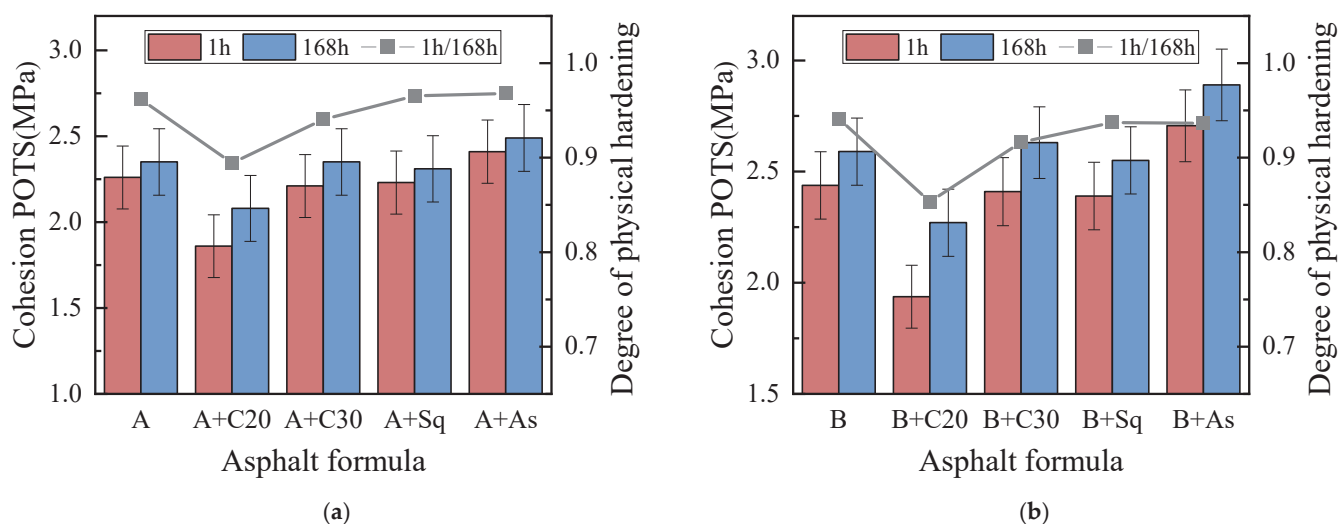 1h 168h 1h/168h
Cohesion POTS(MPa)
3.0
2.5
2.0
1.5
1.0
Degree of physical hardening
1.0
0.9
0.8
0.7
A A+C20 A+C30 A+Sq A+As
Asphalt formula
(a)
1h 168h 1h/168h
Cohesion POTS(MPa)
3.0
2.5
2.0
1.5
Degree of physical hardening
1.0
0.9
0.8
0.7
B B+C20 B+C30 B+Sq B+As
Asphalt formula
(b)